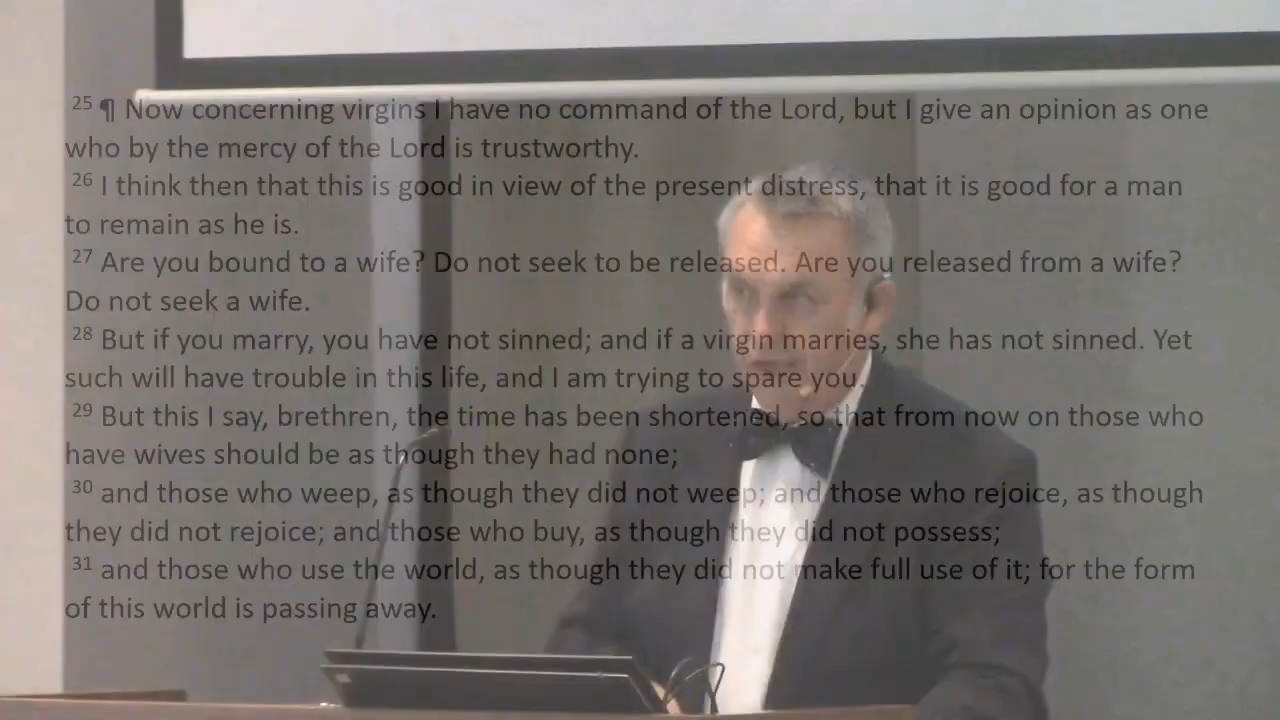 25 ¶ Now concerning virgins I have no command of the Lord, but I give an opinion as one
who by the mercy of the Lord is trustworthy.
26 I think then that this is good in view of the present distress, that it is good for a man
to remain as he is.
27 Are you bound to a wife? Do not seek to be released. Are you released from a wife?
Do not seek a wife.
28 But if you marry, you have not sinned; and if a virgin marries, she has not sinned. Yet
such will have trouble in this life, and I am trying to spare you.
29 But this I say, brethren, the time has been shortened, so that from now on those who
have wives should be as though they had none;
30 and those who weep, as though they did not weep; and those who rejoice, as though
they did not rejoice; and those who buy, as though they did not possess;
31 and those who use the world, as though they did not make full use of it; for the form
of this world is passing away.